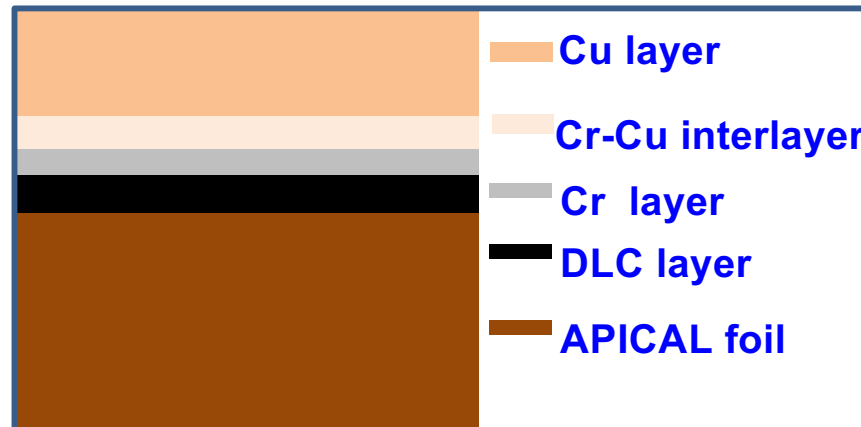 Cu layer
Cr-Cu interlayer
Cr layer
DLC layer
APICAL foil